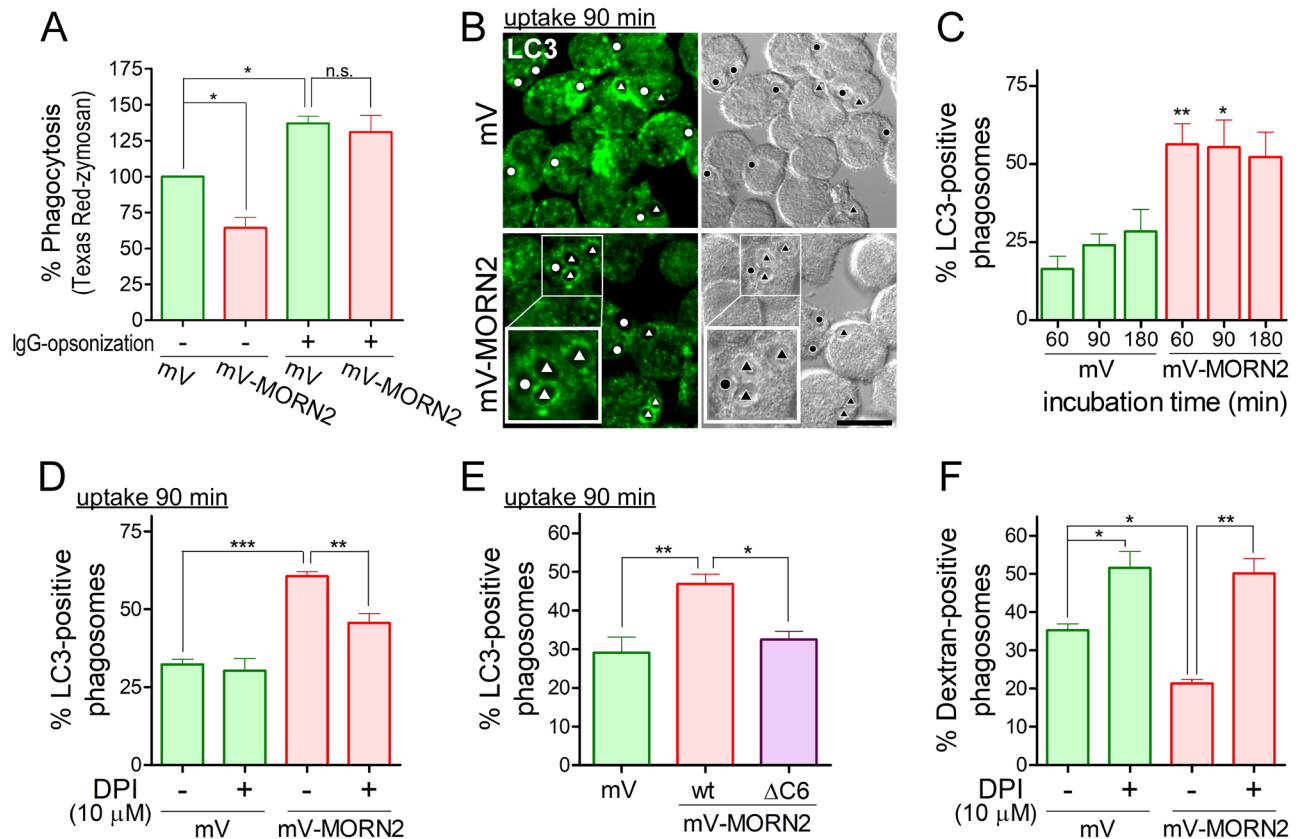 A
% Phagocytosis
(Texas Red-zymosan)
175
150
125
100
75
50
25
0
*
*
n.s.
IgG-opsonization
- - + +
mV
mV-MORN2
mV
mV-MORN2
B
uptake 90 min
LC3
mV
mV-MORN2
C
% LC3-positive
phagosomes
75
50
25
0
** *
60 90 180 60 90 180
mV mV-MORN2
incubation time (min)
D
uptake 90 min
% LC3-positive
phagosomes
75
50
25
0
*** **
DPI
(10 μM)
- + - +
mV mV-MORN2
E
uptake 90 min
% LC3-positive
phagosomes
60
50
40
30
20
10
0
** *
mV wt ΔC6
mV-MORN2
F
% Dextran-positive
phagosomes
60
50
40
30
20
10
0
* * **
DPI
(10 μM)
- + - +
mV mV-MORN2